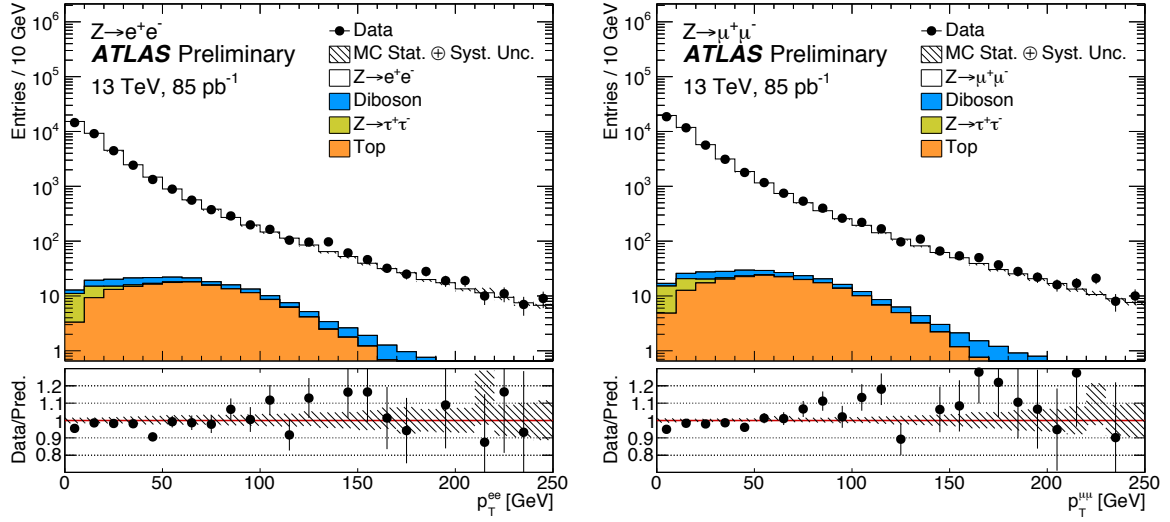 Z→e⁺e⁻
ATLAS Preliminary
13 TeV, 85 pb⁻¹
Data
MC Stat. ⊕ Syst. Unc.
Z→e⁺e⁻
Diboson
Z→τ⁺τ⁻
Top
Entries / 10 GeV
10⁶
10⁵
10⁴
10³
10²
10
1
Data/Pred.
1.2
1.1
1
0.9
0.8
0 50 100 150 200 250
p_T^ee [GeV]
Z→μ⁺μ⁻
ATLAS Preliminary
13 TeV, 85 pb⁻¹
Data
MC Stat. ⊕ Syst. Unc.
Z→μ⁺μ⁻
Diboson
Z→τ⁺τ⁻
Top
Entries / 10 GeV
10⁶
10⁵
10⁴
10³
10²
10
1
Data/Pred.
1.2
1.1
1
0.9
0.8
0 50 100 150 200 250
p_T^μμ [GeV]